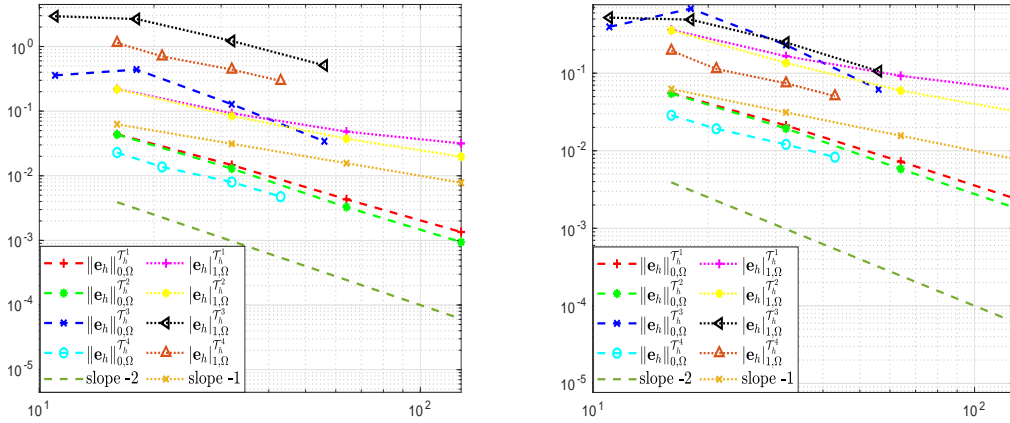 10^0
10^-1
10^-2
10^-3
10^-4
10^-5
10^1
10^2
‖e_h‖_{0,Ω}^{𝒯_h^1} |e_h|_{1,Ω}^{𝒯_h^1}
‖e_h‖_{0,Ω}^{𝒯_h^2} |e_h|_{1,Ω}^{𝒯_h^2}
‖e_h‖_{0,Ω}^{𝒯_h^3} |e_h|_{1,Ω}^{𝒯_h^3}
‖e_h‖_{0,Ω}^{𝒯_h^4} |e_h|_{1,Ω}^{𝒯_h^4}
slope -2 slope -1
10^0
10^-1
10^-2
10^-3
10^-4
10^-5
10^1
10^2
‖e_h‖_{0,Ω}^{𝒯_h^1} |e_h|_{1,Ω}^{𝒯_h^1}
‖e_h‖_{0,Ω}^{𝒯_h^2} |e_h|_{1,Ω}^{𝒯_h^2}
‖e_h‖_{0,Ω}^{𝒯_h^3} |e_h|_{1,Ω}^{𝒯_h^3}
‖e_h‖_{0,Ω}^{𝒯_h^4} |e_h|_{1,Ω}^{𝒯_h^4}
slope -2 slope -1